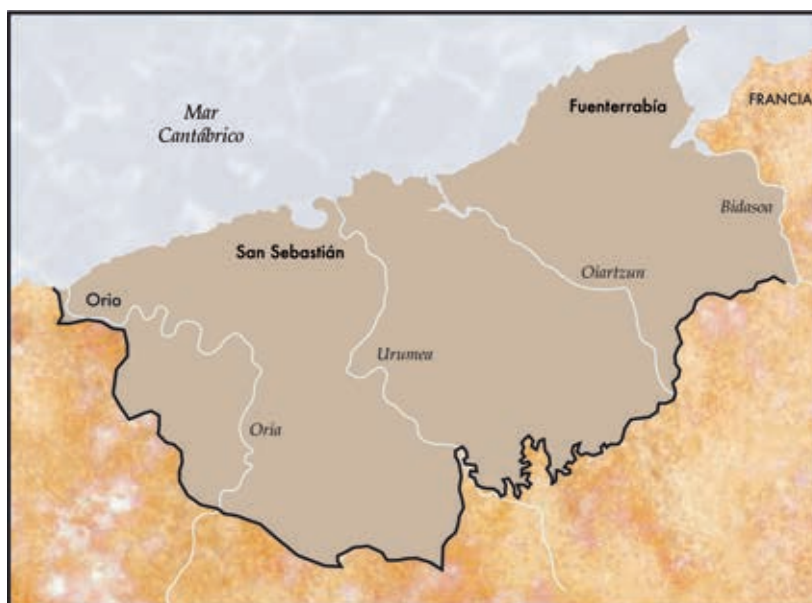 Mar
Cantábrico
Fuenterrabía
FRANCIA
Bidasoa
San Sebastián
Oiartzun
Orio
Urumea
Oria